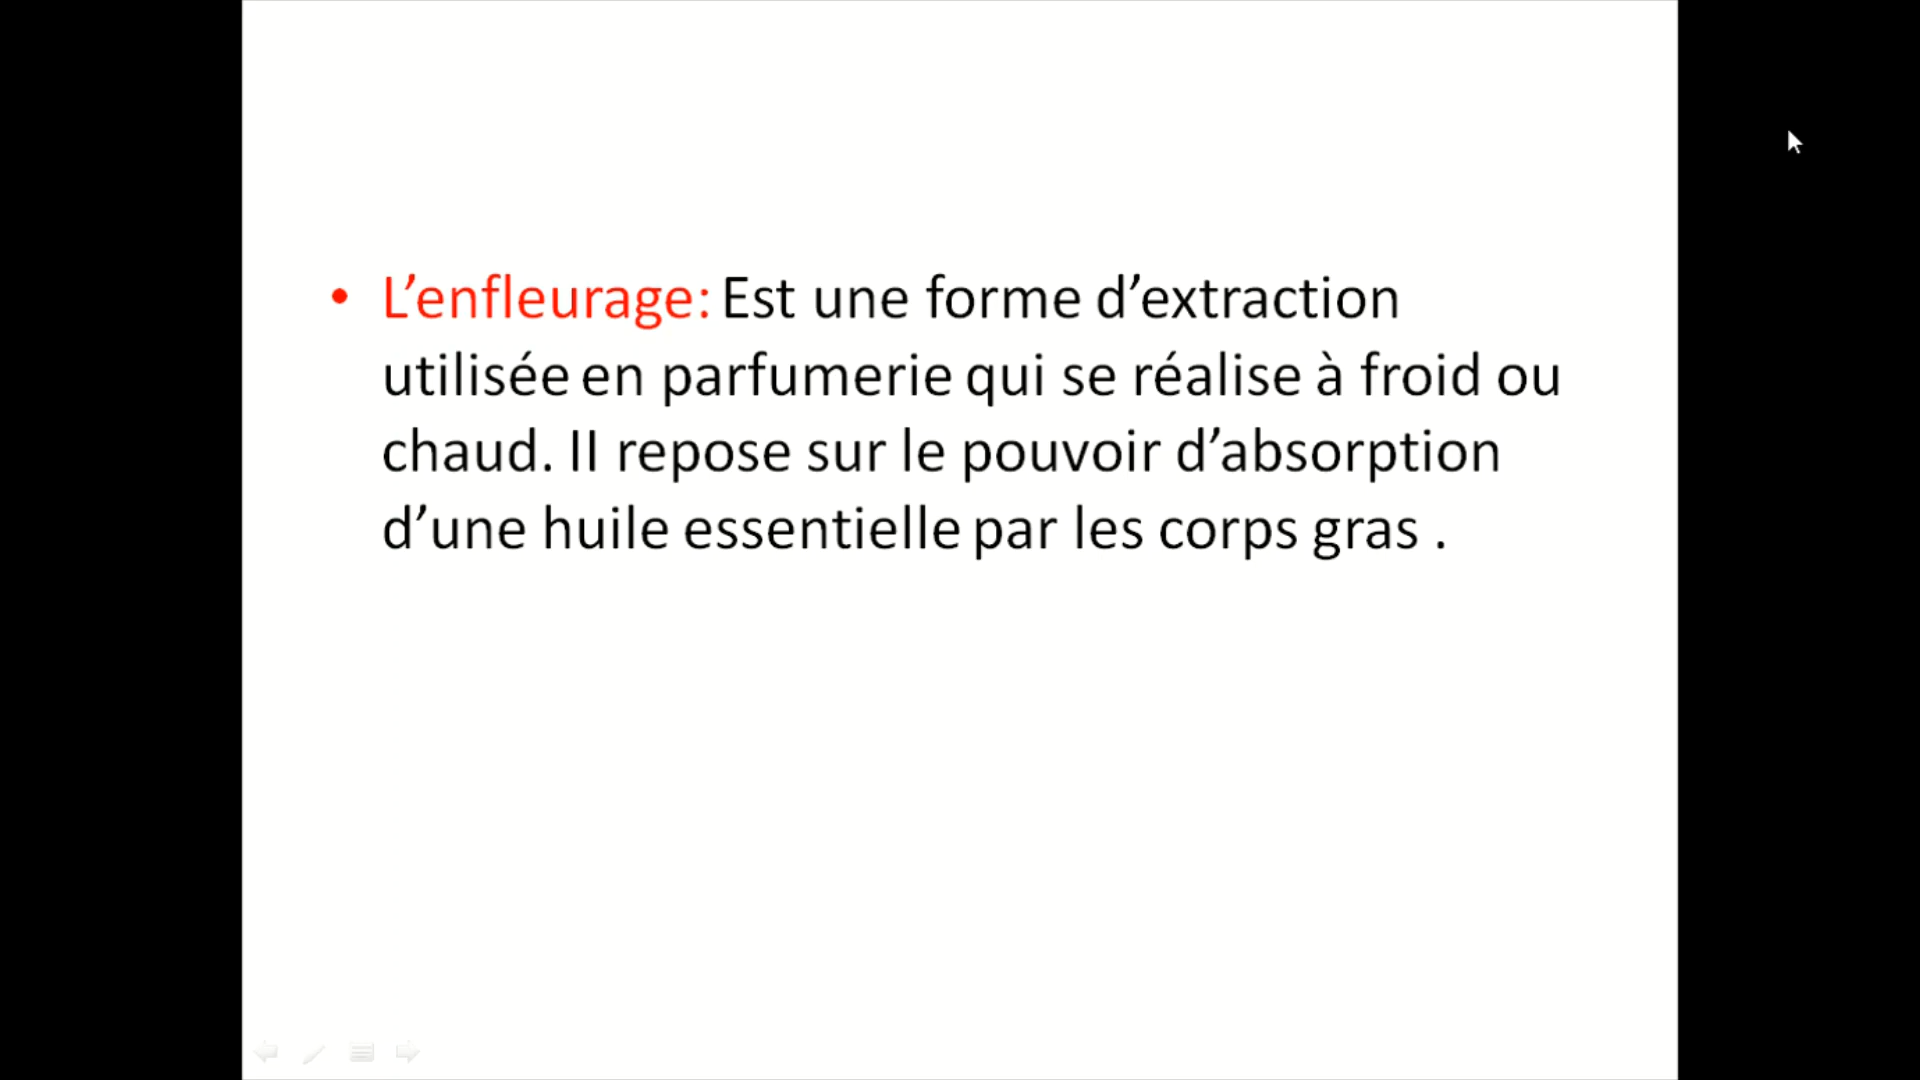 • L’enfleurage: Est une forme d’extraction
utilisée en parfumerie qui se réalise à froid ou
chaud. II repose sur le pouvoir d’absorption
d’une huile essentielle par les corps gras .